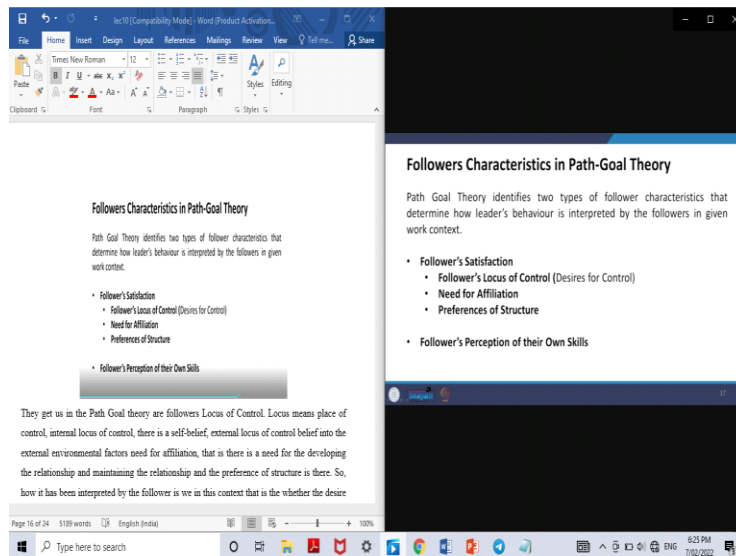 lec10 [Compatibility Mode] - Word (Product Activation...
File Home Insert Design Layout References Mailings Review View Tell me... Share
Times New Roman 12
Paste
B I U abc X₂ X²
Aa
Styles Editing
Clipboard Font Paragraph Styles
Followers Characteristics in Path-Goal Theory
Path Goal Theory identifies two types of follower characteristics that
determine how leader's behaviour is interpreted by the followers in given
work context.
• Follower's Satisfaction
• Follower's Locus of Control (Desires for Control)
• Need for Affiliation
• Preferences of Structure
• Follower's Perception of their Own Skills
They get us in the Path Goal theory are followers Locus of Control. Locus means place of
control, internal locus of control, there is a self-belief, external locus of control belief into the
external environmental factors need for affiliation, that is there is a need for the developing
the relationship and maintaining the relationship and the preference of structure is there. So,
how it has been interpreted by the follower is we in this context that is the whether the desire
Page 16 of 24 5189 words English (India) 100%
Followers Characteristics in Path-Goal Theory
Path Goal Theory identifies two types of follower characteristics that
determine how leader's behaviour is interpreted by the followers in given
work context.
• Follower's Satisfaction
• Follower's Locus of Control (Desires for Control)
• Need for Affiliation
• Preferences of Structure
• Follower's Perception of their Own Skills
swayam
17
Type here to search
ENG
6:25 PM
7/02/2022